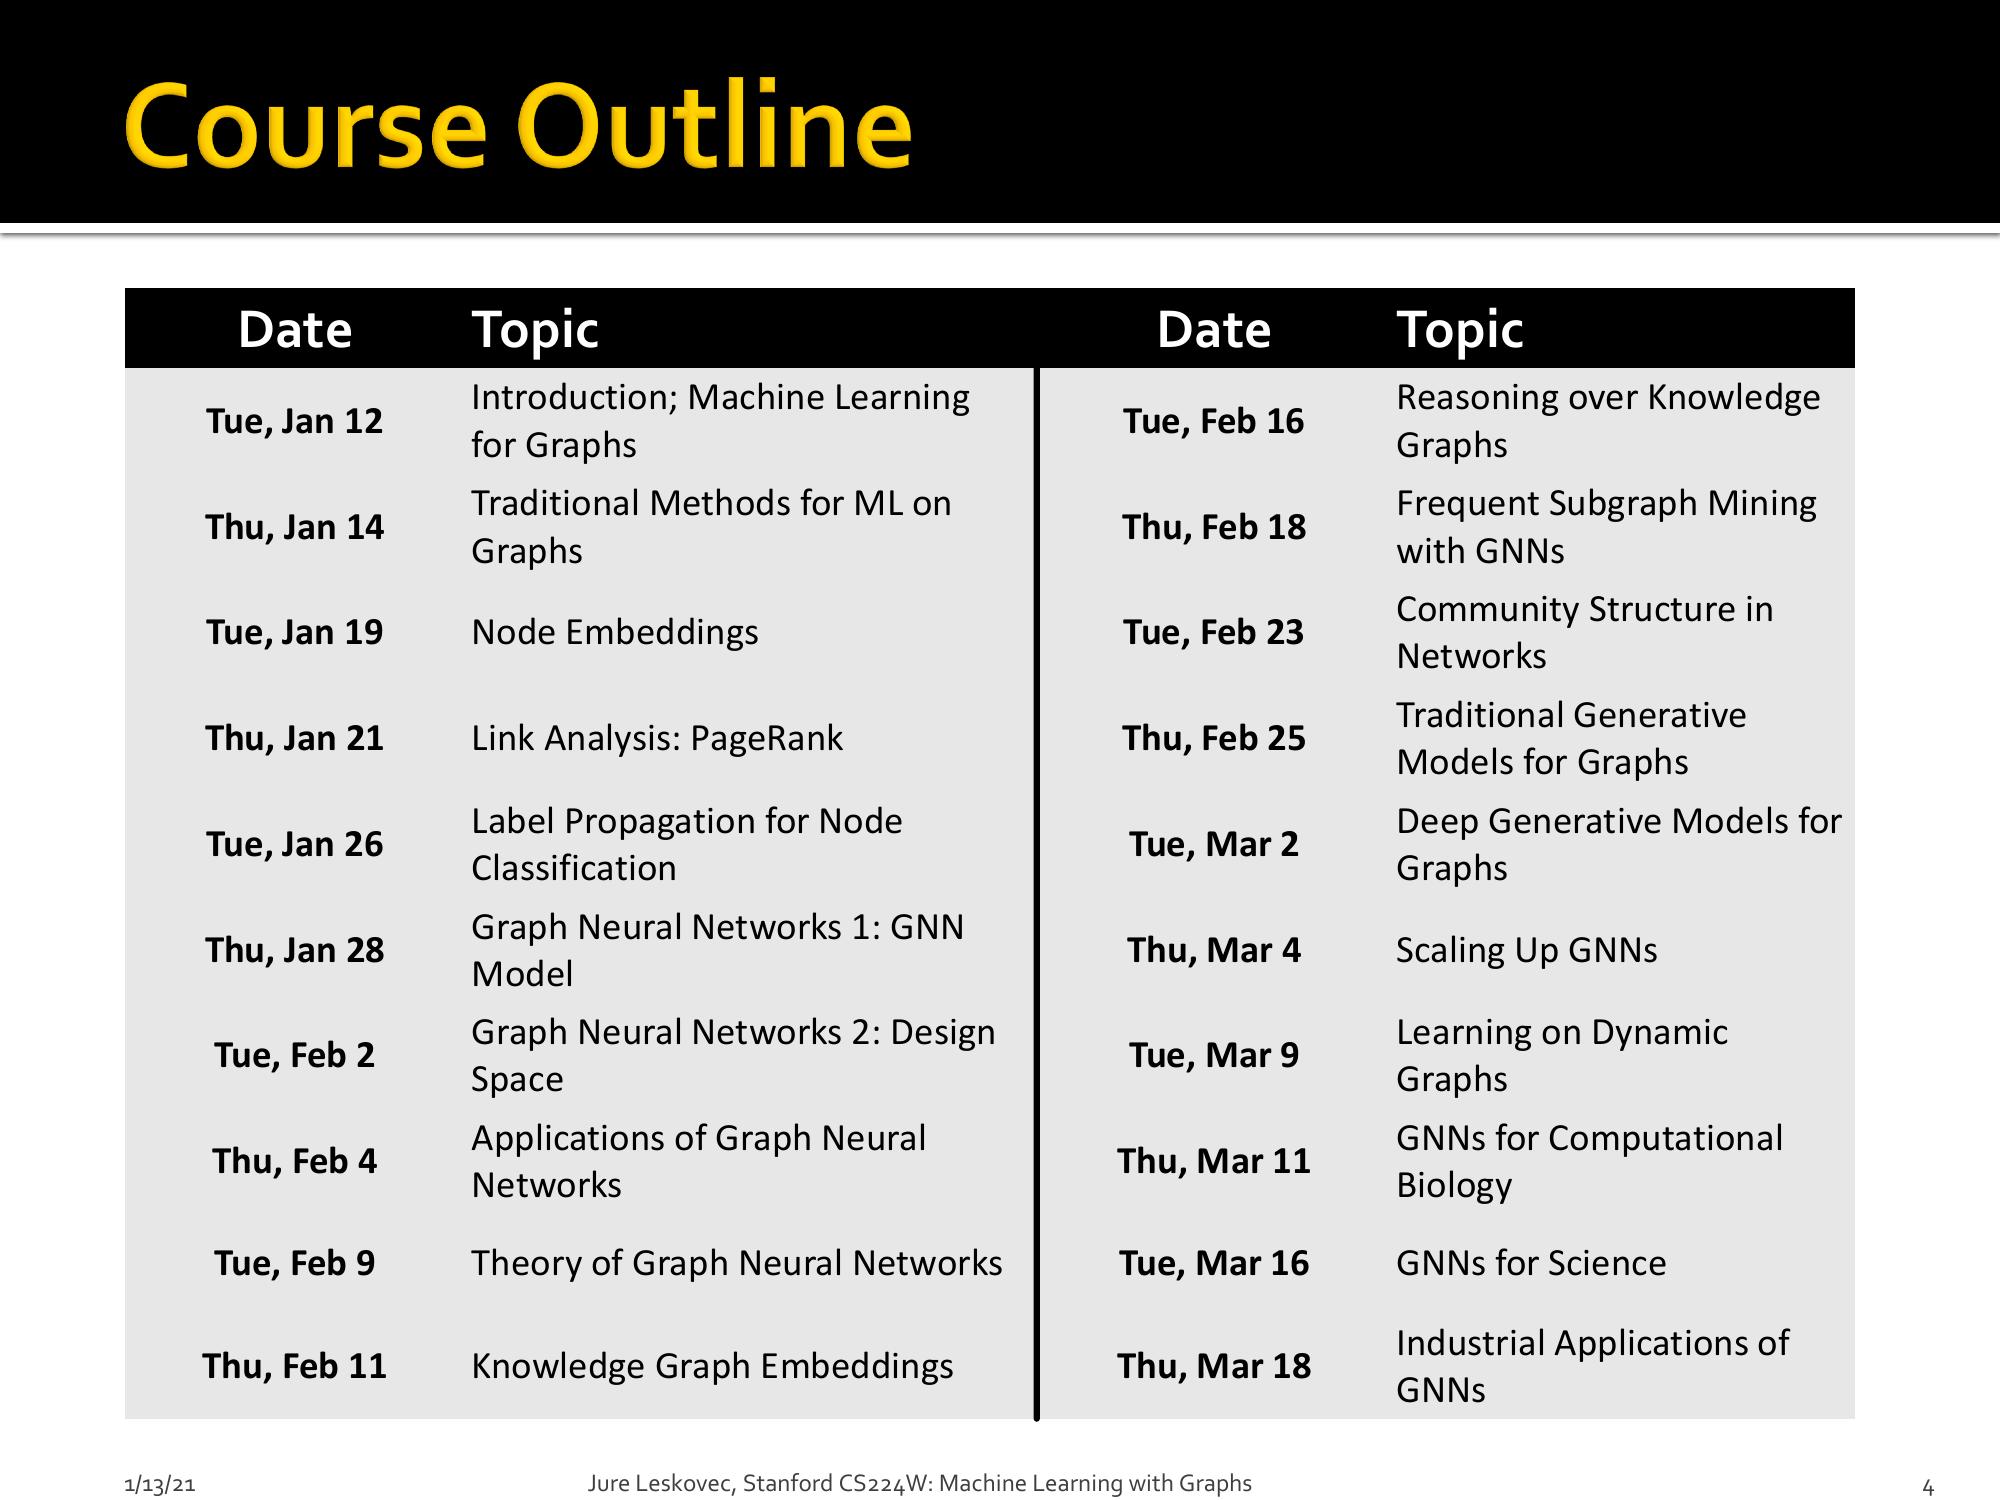 Course Outline
Date Topic Date Topic
Tue, Jan 12
Introduction; Machine Learning
for Graphs
Tue, Feb 16
Reasoning over Knowledge
Graphs
Thu, Jan 14
Traditional Methods for ML on
Graphs
Thu, Feb 18
Frequent Subgraph Mining
with GNNs
Tue, Jan 19
Node Embeddings
Tue, Feb 23
Community Structure in
Networks
Thu, Jan 21
Link Analysis: PageRank
Thu, Feb 25
Traditional Generative
Models for Graphs
Tue, Jan 26
Label Propagation for Node
Classification
Tue, Mar 2
Deep Generative Models for
Graphs
Thu, Jan 28
Graph Neural Networks 1: GNN
Model
Thu, Mar 4
Scaling Up GNNs
Tue, Feb 2
Graph Neural Networks 2: Design
Space
Tue, Mar 9
Learning on Dynamic
Graphs
Thu, Feb 4
Applications of Graph Neural
Networks
Thu, Mar 11
GNNs for Computational
Biology
Tue, Feb 9
Theory of Graph Neural Networks
Tue, Mar 16
GNNs for Science
Thu, Feb 11
Knowledge Graph Embeddings
Thu, Mar 18
Industrial Applications of
GNNs
1/13/21
Jure Leskovec, Stanford CS224W: Machine Learning with Graphs
4